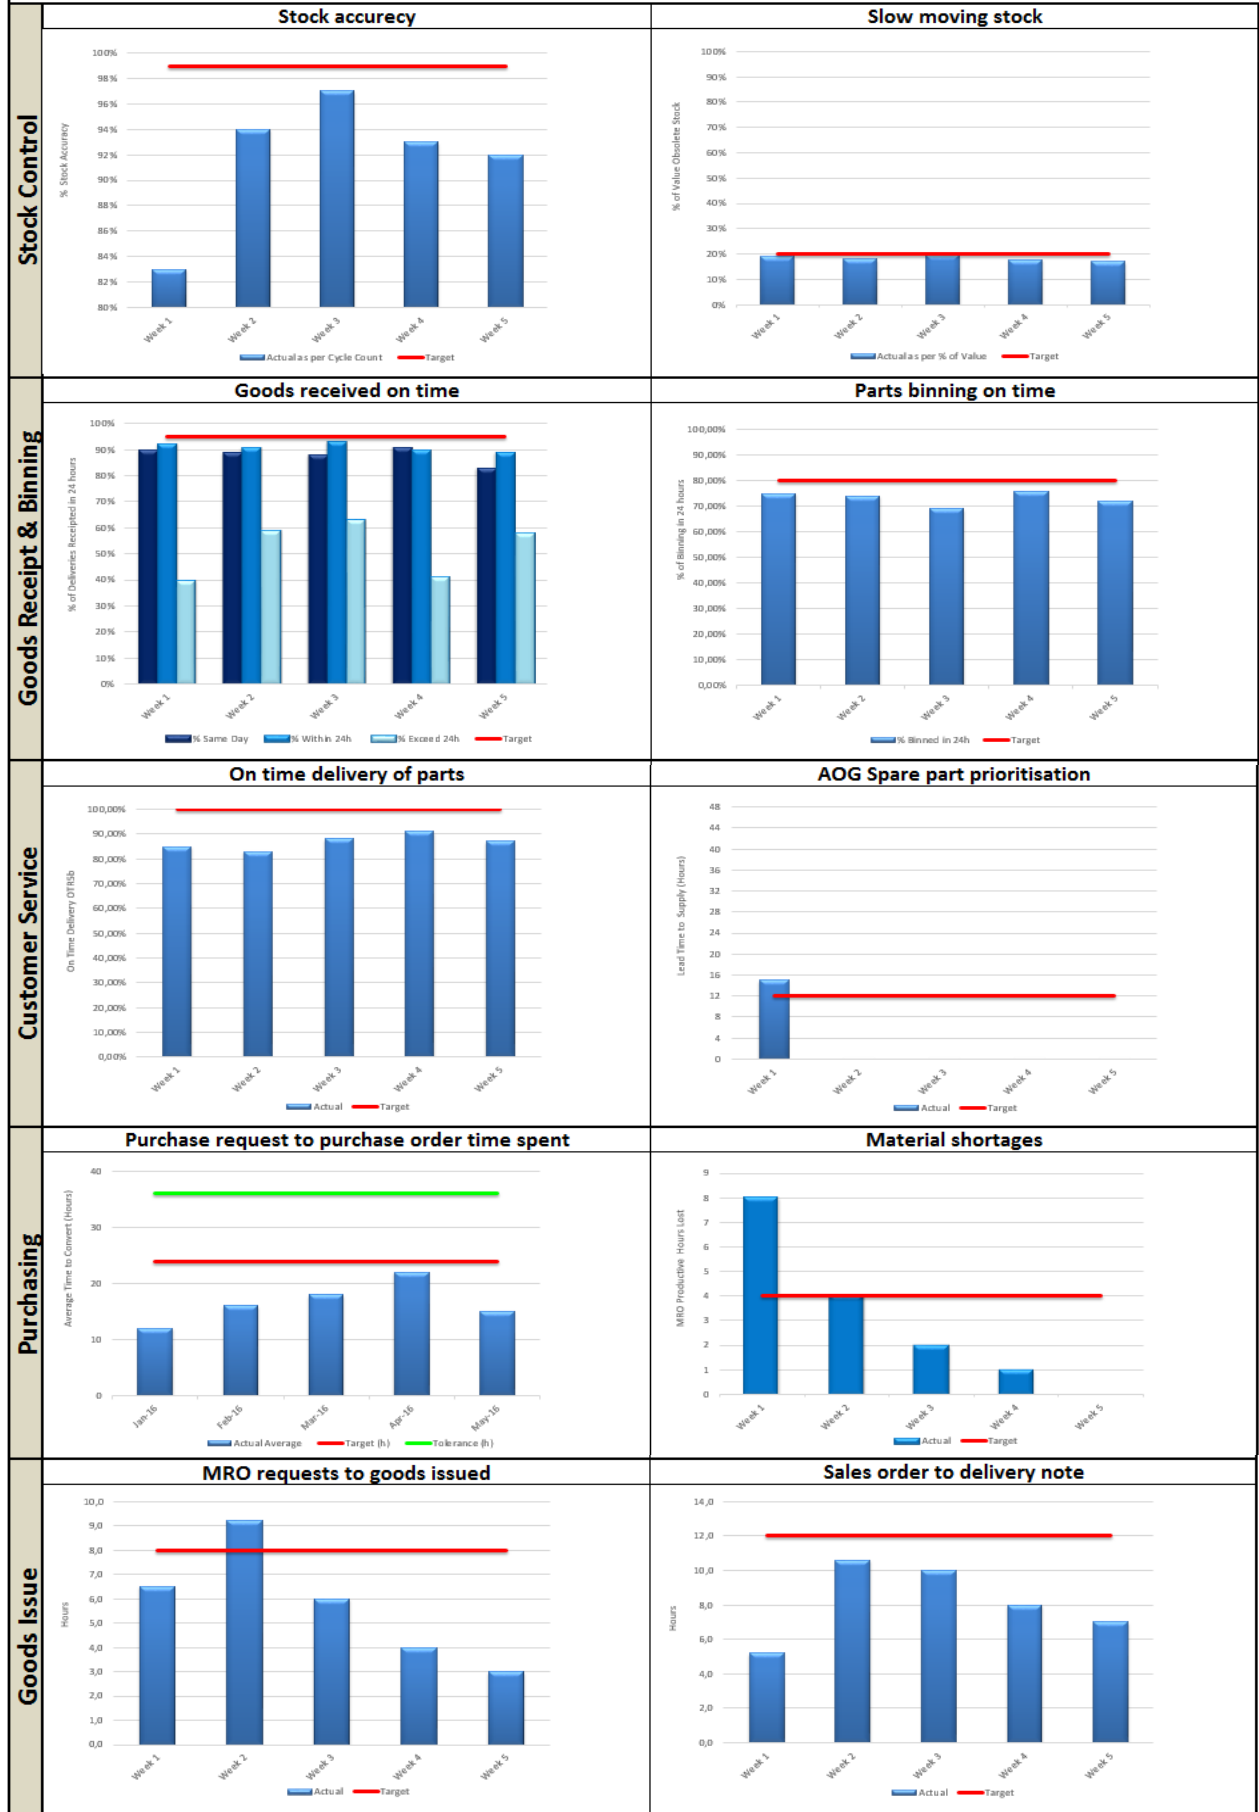 Stock Control
Stock accurecy
% Stock Accuracy
100%
98%
96%
94%
92%
90%
88%
86%
84%
82%
80%
Week 1 Week 2 Week 3 Week 4 Week 5
Actual as per Cycle Count Target
Slow moving stock
% of Value Obsolete Stock
100%
90%
80%
70%
60%
50%
40%
30%
20%
10%
0%
Week 1 Week 2 Week 3 Week 4 Week 5
Actual as per % of Value Target
Goods Receipt & Binning
Goods received on time
% of Deliveries Receipted in 24 hours
100%
90%
80%
70%
60%
50%
40%
30%
20%
10%
0%
Week 1 Week 2 Week 3 Week 4 Week 5
% Same Day % Within 24h % Exceed 24h Target
Parts binning on time
% of Binning in 24 hours
100,00%
90,00%
80,00%
70,00%
60,00%
50,00%
40,00%
30,00%
20,00%
10,00%
0,00%
Week 1 Week 2 Week 3 Week 4 Week 5
% Binned in 24h Target
Customer Service
On time delivery of parts
On Time Delivery OTRSb
100,00%
90,00%
80,00%
70,00%
60,00%
50,00%
40,00%
30,00%
20,00%
10,00%
0,00%
Week 1 Week 2 Week 3 Week 4 Week 5
Actual Target
AOG Spare part prioritisation
Lead Time to Supply (Hours)
48
44
40
36
32
28
24
20
16
12
8
4
0
Week 1 Week 2 Week 3 Week 4 Week 5
Actual Target
Purchasing
Purchase request to purchase order time spent
Average Time to Convert (Hours)
40
30
20
10
0
Jan-16 Feb-16 Mar-16 Apr-16 May-16
Actual Average Target (h) Tolerance (h)
Material shortages
MRO Productive Hours Lost
9
8
7
6
5
4
3
2
1
0
Week 1 Week 2 Week 3 Week 4 Week 5
Actual Target
Goods Issue
MRO requests to goods issued
Hours
10,0
9,0
8,0
7,0
6,0
5,0
4,0
3,0
2,0
1,0
0,0
Week 1 Week 2 Week 3 Week 4 Week 5
Actual Target
Sales order to delivery note
Hours
14,0
12,0
10,0
8,0
6,0
4,0
2,0
0,0
Week 1 Week 2 Week 3 Week 4 Week 5
Actual Target